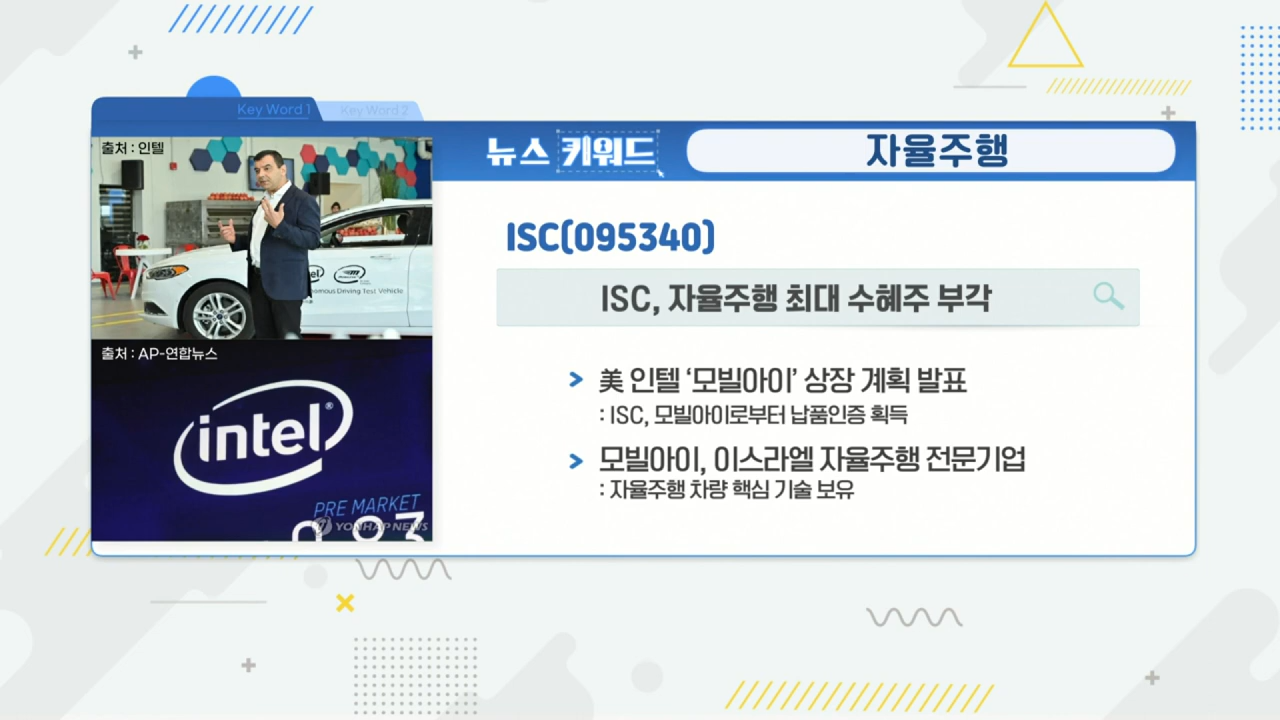 Key Word 1
Key Word 2
뉴스 키워드
자율주행
출처 : 인텔
ISC(095340)
ISC, 자율주행 최대 수혜주 부각
美 인텔 ‘모빌아이’ 상장 계획 발표
: ISC, 모빌아이로부터 납품인증 획득
모빌아이, 이스라엘 자율주행 전문기업
: 자율주행 차량 핵심 기술 보유
Driving Test Vehicle
출처 : AP-연합뉴스
intel®
PRE MARKET
YONHAP NEWS